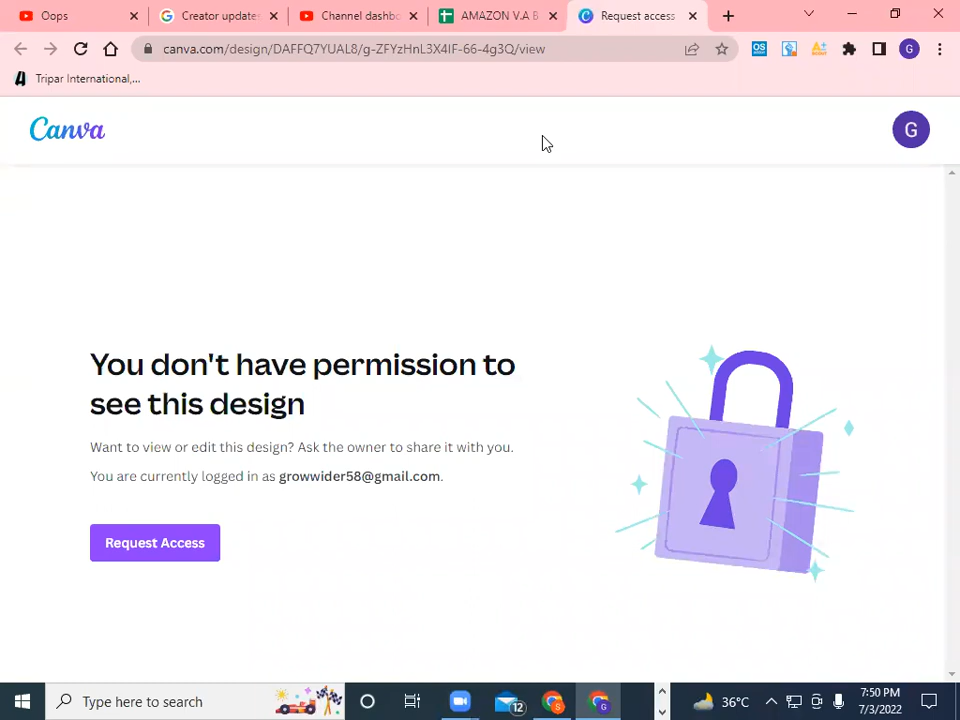 Oops
Creator update
Channel dashbo
AMAZON V.A B
Request access
canva.com/design/DAFFQ7YUAL8/g-ZFYzHnL3X4IF-66-4g3Q/view
OS
G
Tripar International,...
Canva
G
You don't have permission to
see this design
Want to view or edit this design? Ask the owner to share it with you.
You are currently logged in as growwider58@gmail.com.
Request Access
Type here to search
12
S
G
36°C
7:50 PM
7/3/2022